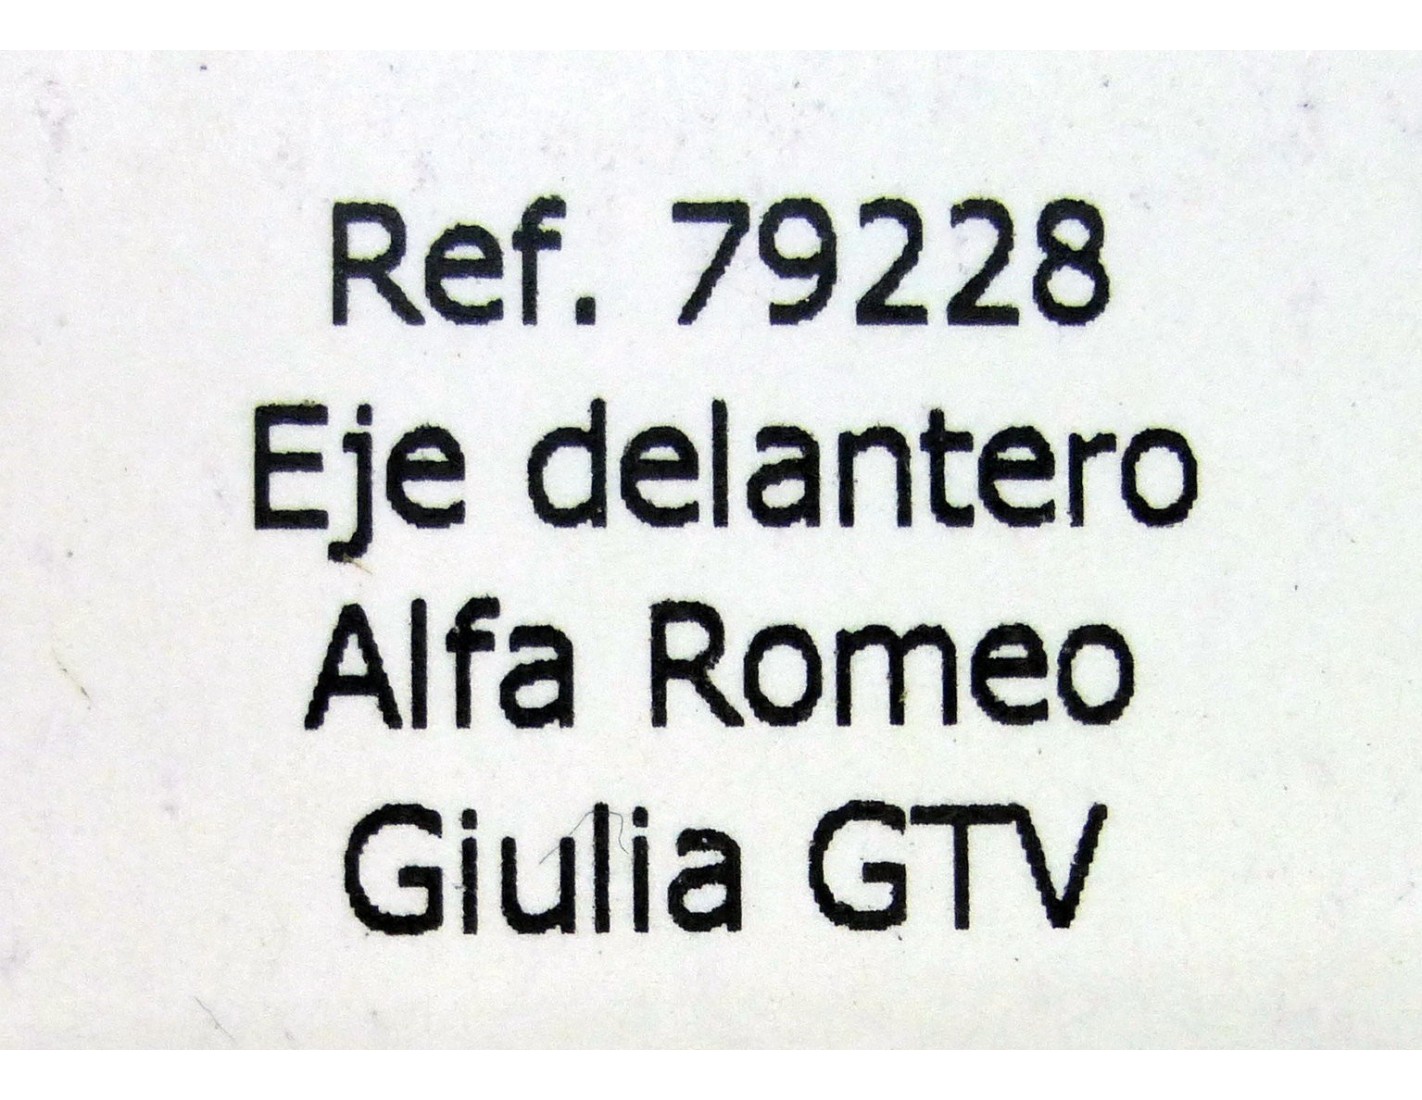 Ref. 79228
Eje delantero
Alfa Romeo
Giulia GTV